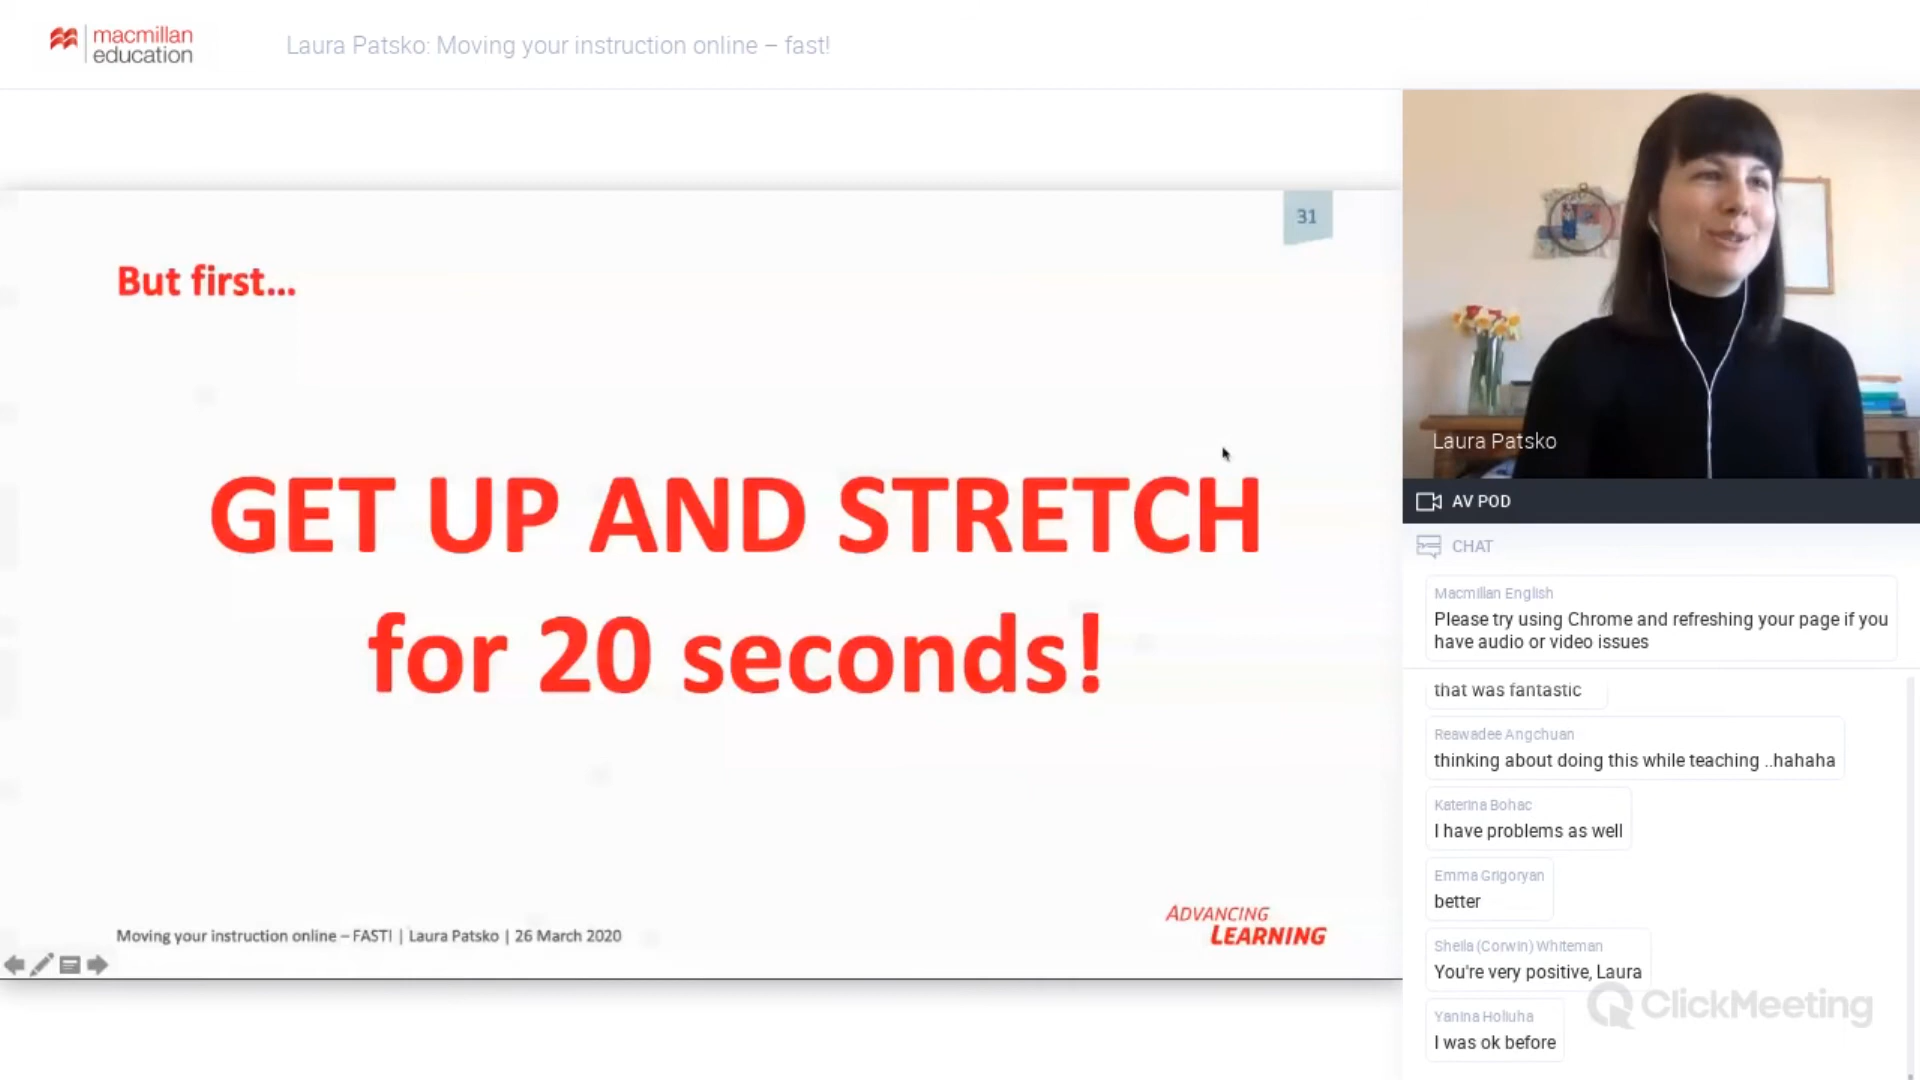 macmillan
education
Laura Patsko: Moving your instruction online – fast!
31
But first...
GET UP AND STRETCH
for 20 seconds!
Moving your instruction online – FAST! | Laura Patsko | 26 March 2020
ADVANCING
LEARNING
Laura Patsko
AV POD
CHAT
Macmillan English
Please try using Chrome and refreshing your page if you
have audio or video issues
that was fantastic
Reawadee Angchuan
thinking about doing this while teaching ..hahaha
Katerina Bohac
I have problems as well
Emma Grigoryan
better
Sheila (Corwin) Whiteman
You're very positive, Laura
ClickMeeting
Yanina Holiuha
I was ok before